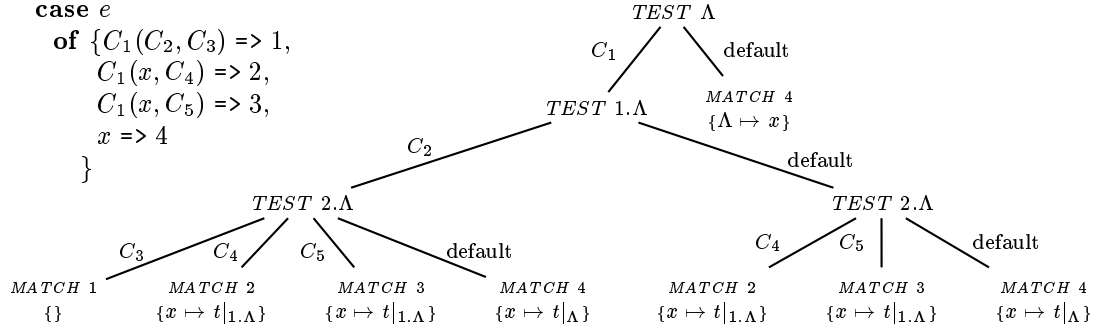 case e
of {C₁(C₂, C₃) => 1,
C₁(x, C₄) => 2,
C₁(x, C₅) => 3,
x => 4
}
TEST Λ
C₁
default
TEST 1.Λ
MATCH 4
{Λ ↦ x}
C₂
default
TEST 2.Λ
TEST 2.Λ
C₃
C₄
C₅
default
C₄
C₅
default
MATCH 1
{}
MATCH 2
{x ↦ t|₁.Λ}
MATCH 3
{x ↦ t|₁.Λ}
MATCH 4
{x ↦ t|Λ}
MATCH 2
{x ↦ t|₁.Λ}
MATCH 3
{x ↦ t|₁.Λ}
MATCH 4
{x ↦ t|Λ}